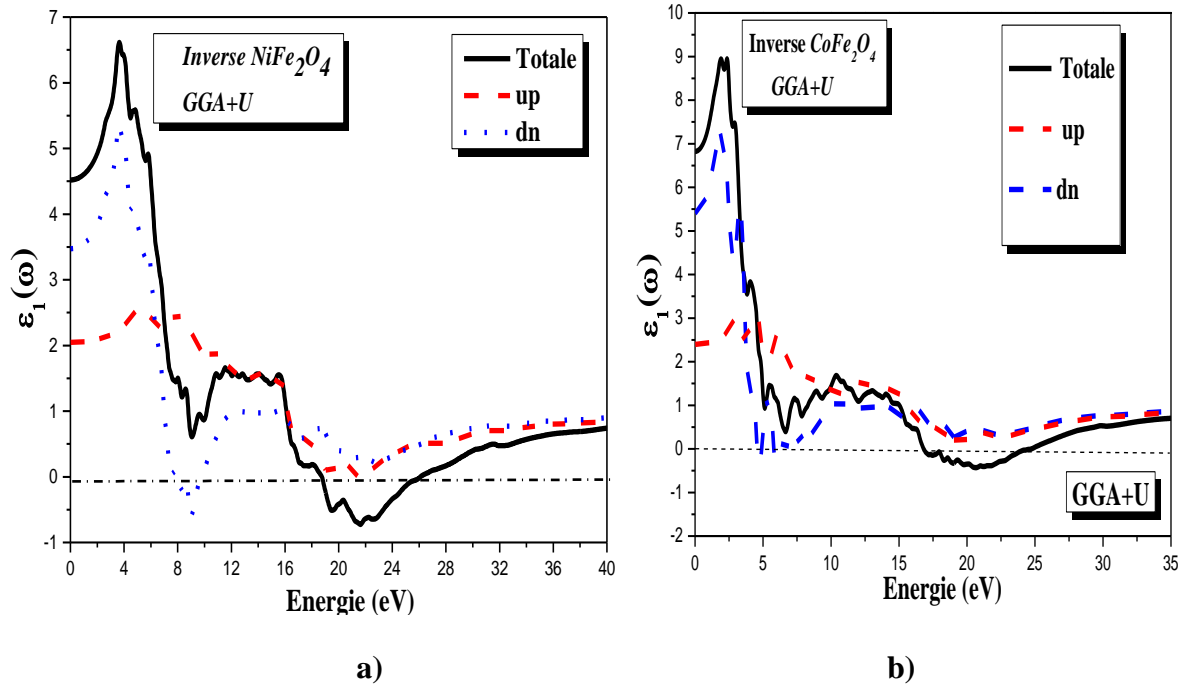 Inverse NiFe2O4
GGA+U
Totale
up
dn
ε1(ω)
7
6
5
4
3
2
1
0
-1
0 4 8 12 16 20 24 28 32 36 40
Energie (eV)
a)
Inverse CoFe2O4
GGA+U
Totale
up
dn
ε1(ω)
10
9
8
7
6
5
4
3
2
1
0
-1
-2
GGA+U
0 5 10 15 20 25 30 35
Energie (eV)
b)